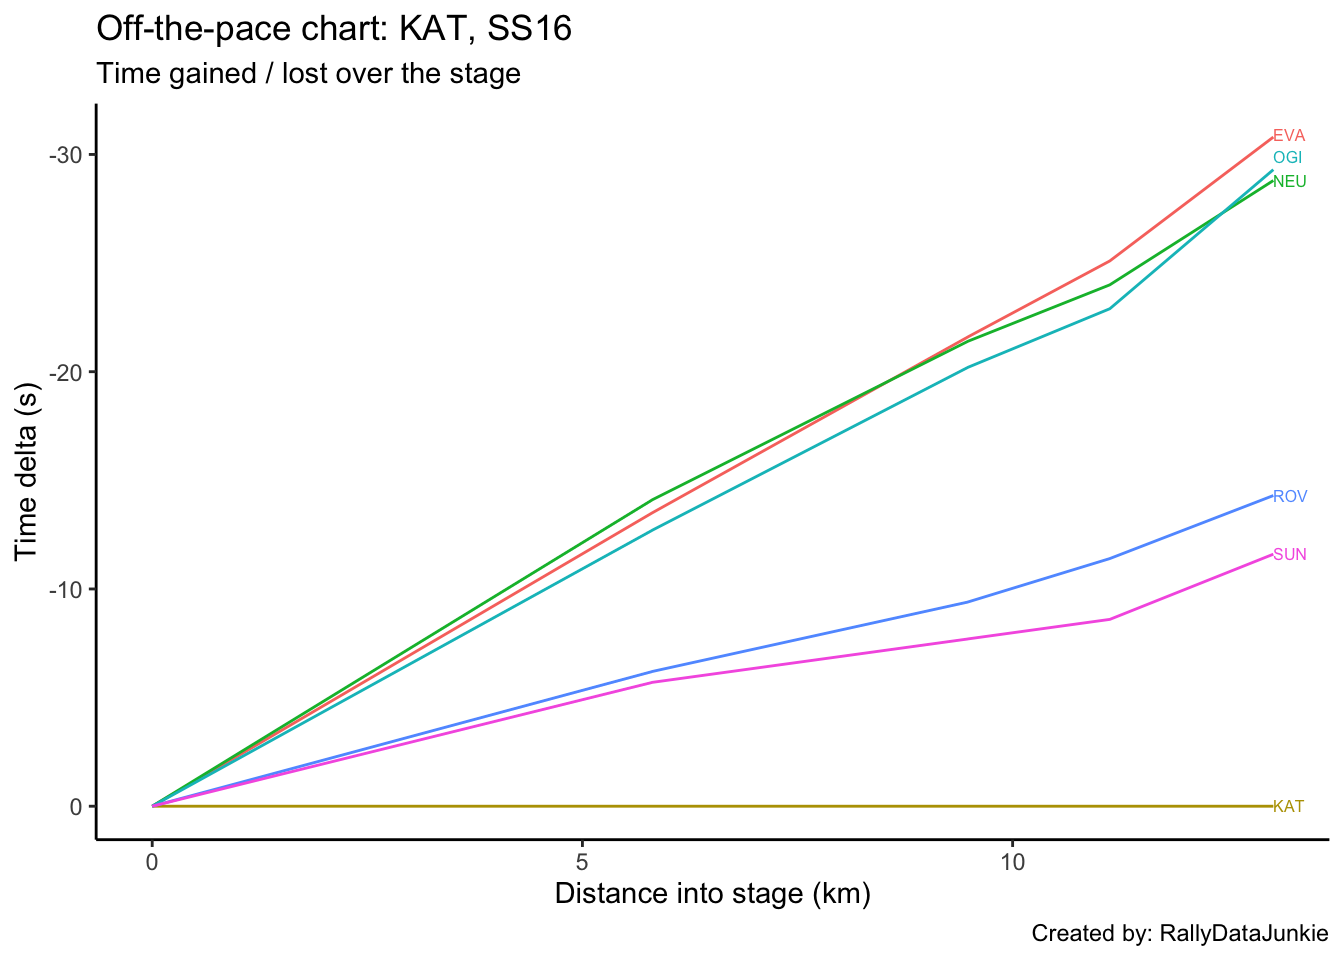 Off-the-pace chart: KAT, SS16
Time gained / lost over the stage
Time delta (s)
-30
-20
-10
0
EVA
OGI
NEU
ROV
SUN
KAT
0 5 10
Distance into stage (km)
Created by: RallyDataJunkie